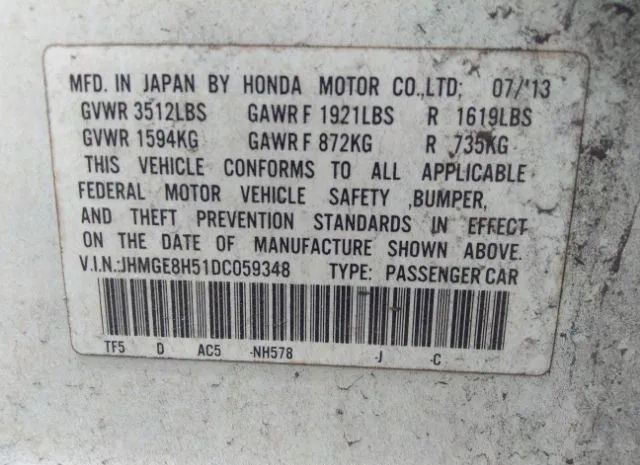 MFD. IN JAPAN BY HONDA MOTOR CO.,LTD; 07/'13
GVWR 3512LBS GAWR F 1921LBS R 1619LBS
GVWR 1594KG GAWR F 872KG R 735KG
THIS VEHICLE CONFORMS TO ALL APPLICABLE
FEDERAL MOTOR VEHICLE SAFETY ,BUMPER,
AND THEFT PREVENTION STANDARDS IN EFFECT
ON THE DATE OF MANUFACTURE SHOWN ABOVE.
V.I.N.:JHMGE8H51DC059348 TYPE: PASSENGER CAR
TF5 D AC5 -NH578 -J -C